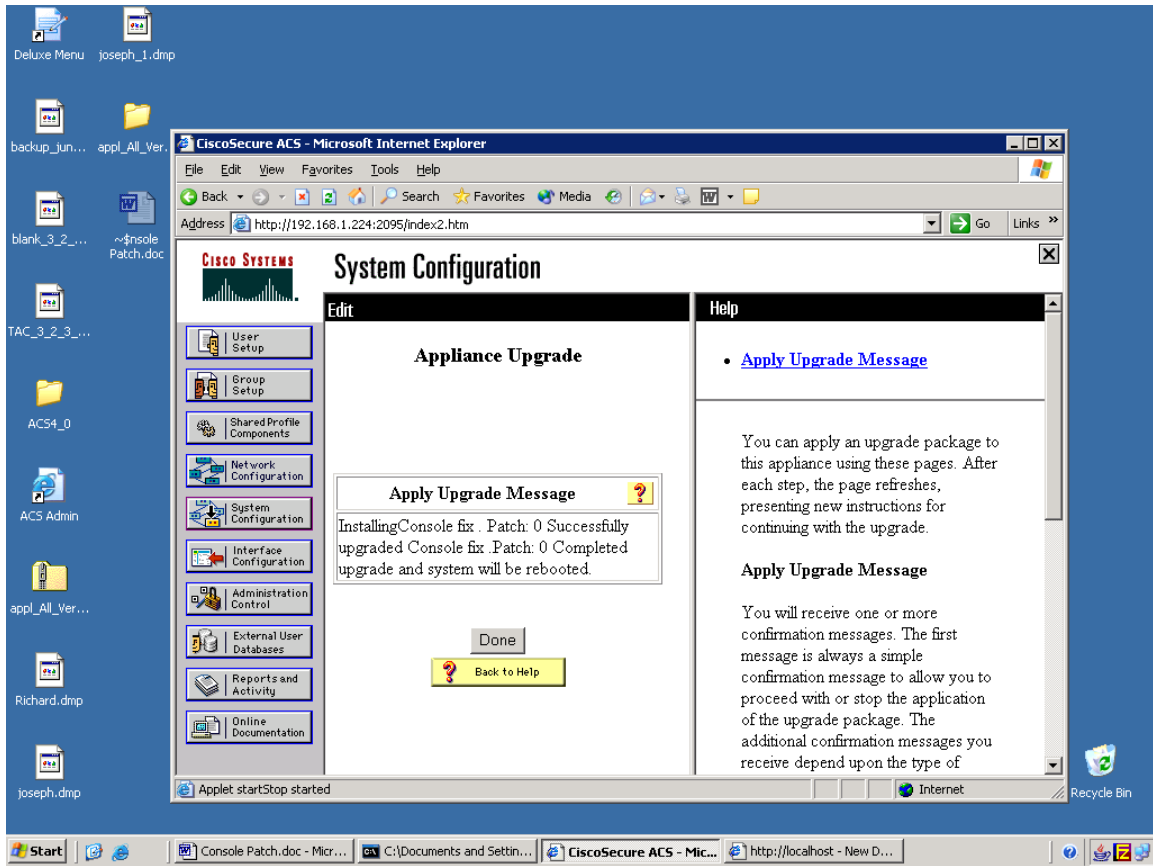 Deluxe Menu
joseph_1.dmp
backup_jun...
appl_All_Ver.
blank_3_2_...
~$nsole
Patch.doc
TAC_3_2_3_...
ACS4_0
ACS Admin
appl_All_Ver...
Richard.dmp
joseph.dmp
Recycle Bin
CiscoSecure ACS - Microsoft Internet Explorer
File Edit View Favorites Tools Help
Back Search Favorites Media
Address http://192.168.1.224:2095/index2.htm Go Links »
CISCO SYSTEMS
System Configuration
User
Setup
Group
Setup
Shared Profile
Components
Network
Configuration
System
Configuration
Interface
Configuration
Administration
Control
External User
Databases
Reports and
Activity
Online
Documentation
Edit
Appliance Upgrade
Apply Upgrade Message ?
InstallingConsole fix . Patch: 0 Successfully
upgraded Console fix .Patch: 0 Completed
upgrade and system will be rebooted.
Done
? Back to Help
Help
• Apply Upgrade Message
You can apply an upgrade package to
this appliance using these pages. After
each step, the page refreshes,
presenting new instructions for
continuing with the upgrade.
Apply Upgrade Message
You will receive one or more
confirmation messages. The first
message is always a simple
confirmation message to allow you to
proceed with or stop the application
of the upgrade package. The
additional confirmation messages you
receive depend upon the type of
Applet startStop started
Internet
Start
Console Patch.doc - Micr...
C:\Documents and Settin...
CiscoSecure ACS - Mic...
http://localhost - New D...